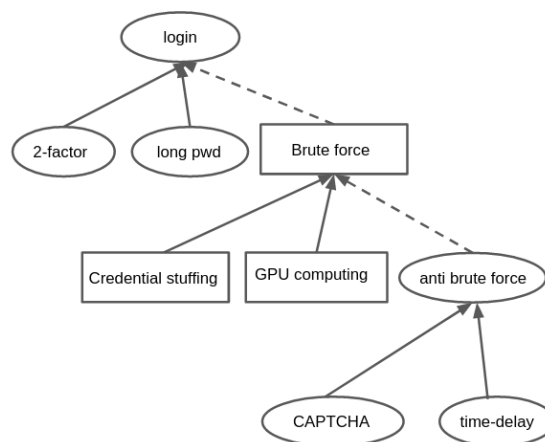 login
2-factor
long pwd
Brute force
Credential stuffing
GPU computing
anti brute force
CAPTCHA
time-delay